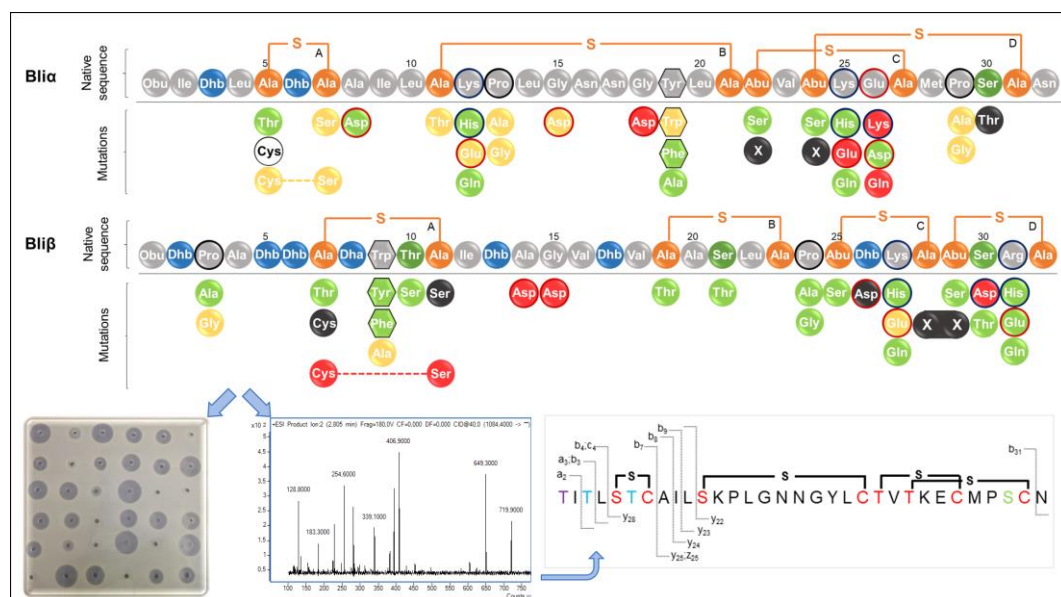 S S S
A B C D
5 10 15 20 25 30
Bliα
Native sequence
Obu Ile Dhb Leu Ala Dhb Ala Ala Ile Leu Ala Lys Pro Leu Gly Asn Asn Gly Tyr Leu Ala Abu Val Abu Lys Glu Ala Met Pro Ser Ala Asn
Mutations
Thr Ser Asp Thr His Ala Asp Asp Trp Ser Ser His Lys Ala Thr
Cys Glu Gly Phe X X Glu Asp Gly
Cys Ser Gln Ala Gln Gln
S S S S
A B C D
5 10 15 20 25 30
Bliβ
Native sequence
Obu Dhb Pro Ala Dhb Dhb Ala Dha Trp Thr Ala Ile Dhb Ala Gly Val Dhb Val Ala Ala Ser Leu Ala Pro Ala Dhb Lys Ala Abu Ser Arg Ala
Mutations
Ala Thr Tyr Ser Ser Asp Asp Thr Thr Ala Ser Asp His Ser Asp His
Gly Cys Phe Gly Glu X X Thr Glu
Ala Gln Gln
Cys Ser
x10 2
+ESI Product Ion:2 (2.805 min) Frag=180.0V CF=0.000 DF=0.000 CID@40.0 (1084.4000 -> **)
5
4.5
4
3.5
3
2.5
2
1.5
1
0.5
406.9000
649.3000
254.6000
128.8000
719.9000
339.1000
183.3000
100 150 200 250 300 350 400 450 500 550 600 650 700 750
Counts
b9
b8
b4;c4
b7
a3;b3
a2
b31
S S S S
TITLSTCAILSKPLGNNGYLCTVTKECMPSCN
y28
y22
y23
y24
y25;z25